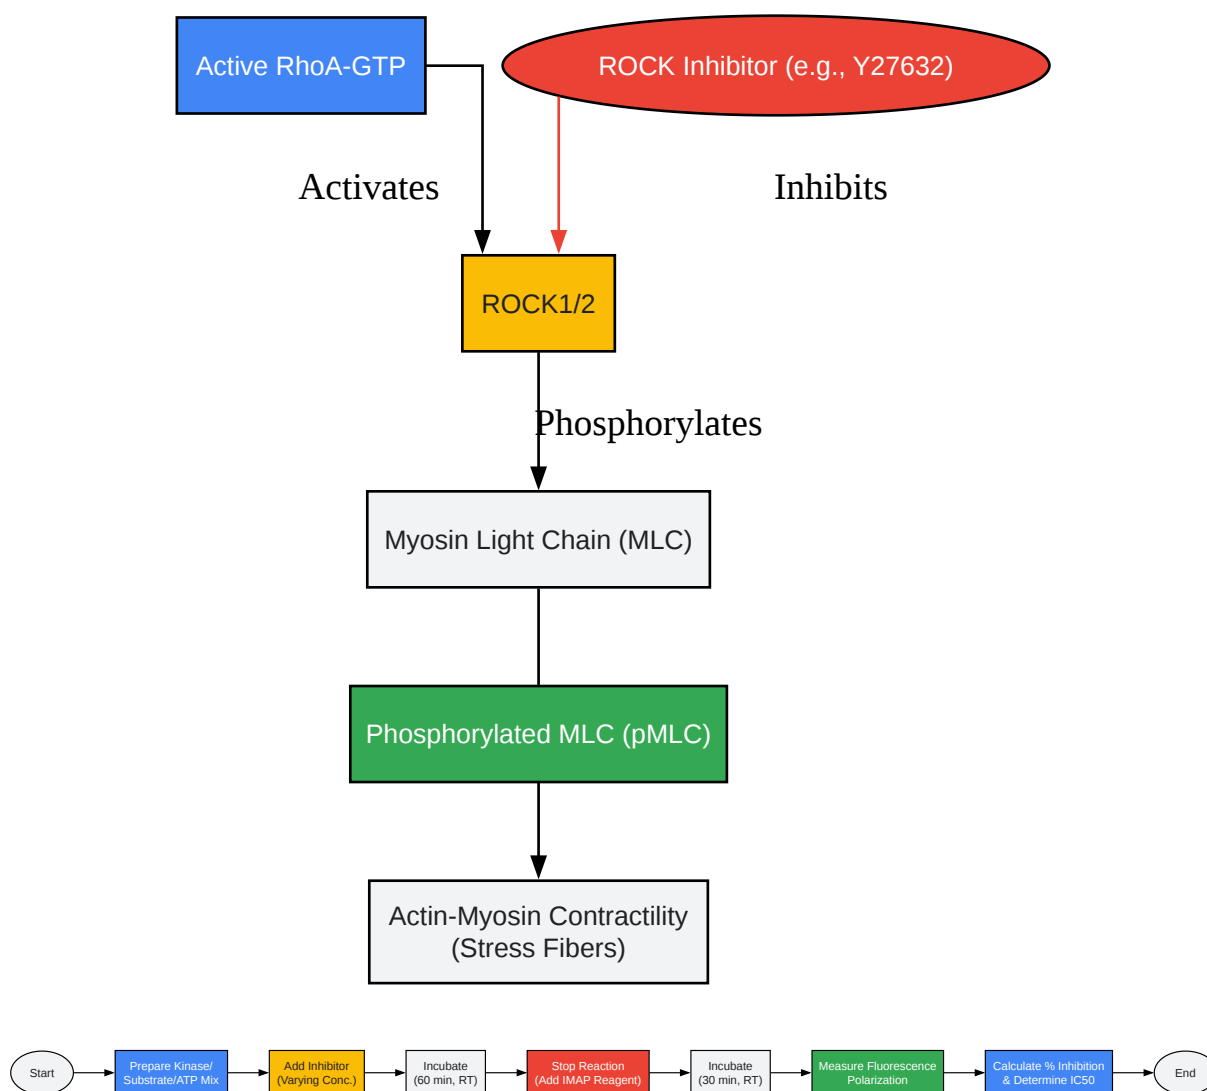 Active RhoA-GTP
ROCK Inhibitor (e.g., Y27632)
Activates
Inhibits
ROCK1/2
Phosphorylates
Myosin Light Chain (MLC)
Phosphorylated MLC (pMLC)
Actin-Myosin Contractility
(Stress Fibers)
Start
Prepare Kinase/
Substrate/ATP Mix
Add Inhibitor
(Varying Conc.)
Incubate
(60 min, RT)
Stop Reaction
(Add IMAP Reagent)
Incubate
(30 min, RT)
Measure Fluorescence
Polarization
Calculate % Inhibition
& Determine IC50
End